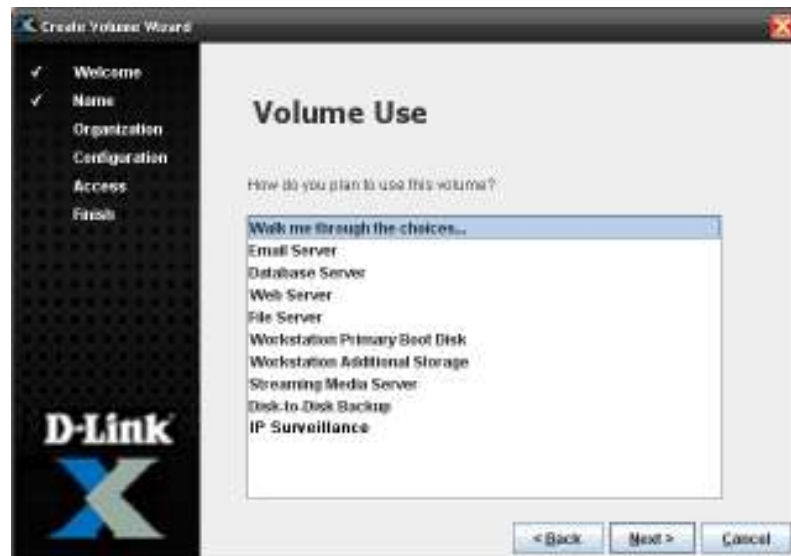 Create Volume Wizard
✓ Welcome
✓ Name
Organization
Configuration
Access
Finish
D-Link
Volume Use
How do you plan to use this volume?
Walk me through the choices...
Email Server
Database Server
Web Server
File Server
Workstation Primary Boot Disk
Workstation Additional Storage
Streaming Media Server
Disk-to-Disk Backup
IP Surveillance
< Back Next > Cancel